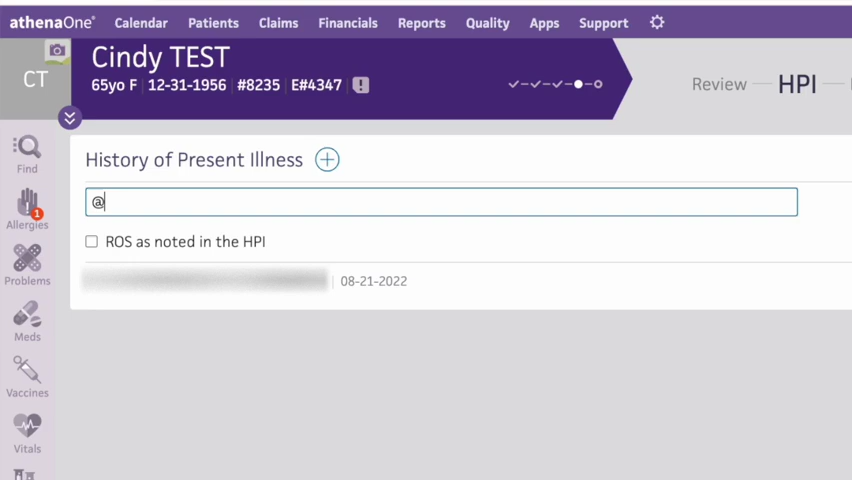 athenaOne® Calendar Patients Claims Financials Reports Quality Apps Support
CT
Cindy TEST
65yo F 12-31-1956 #8235 E#4347 !
Review HPI
History of Present Illness
@
ROS as noted in the HPI
08-21-2022
Find
1
Allergies
Problems
Meds
Vaccines
Vitals